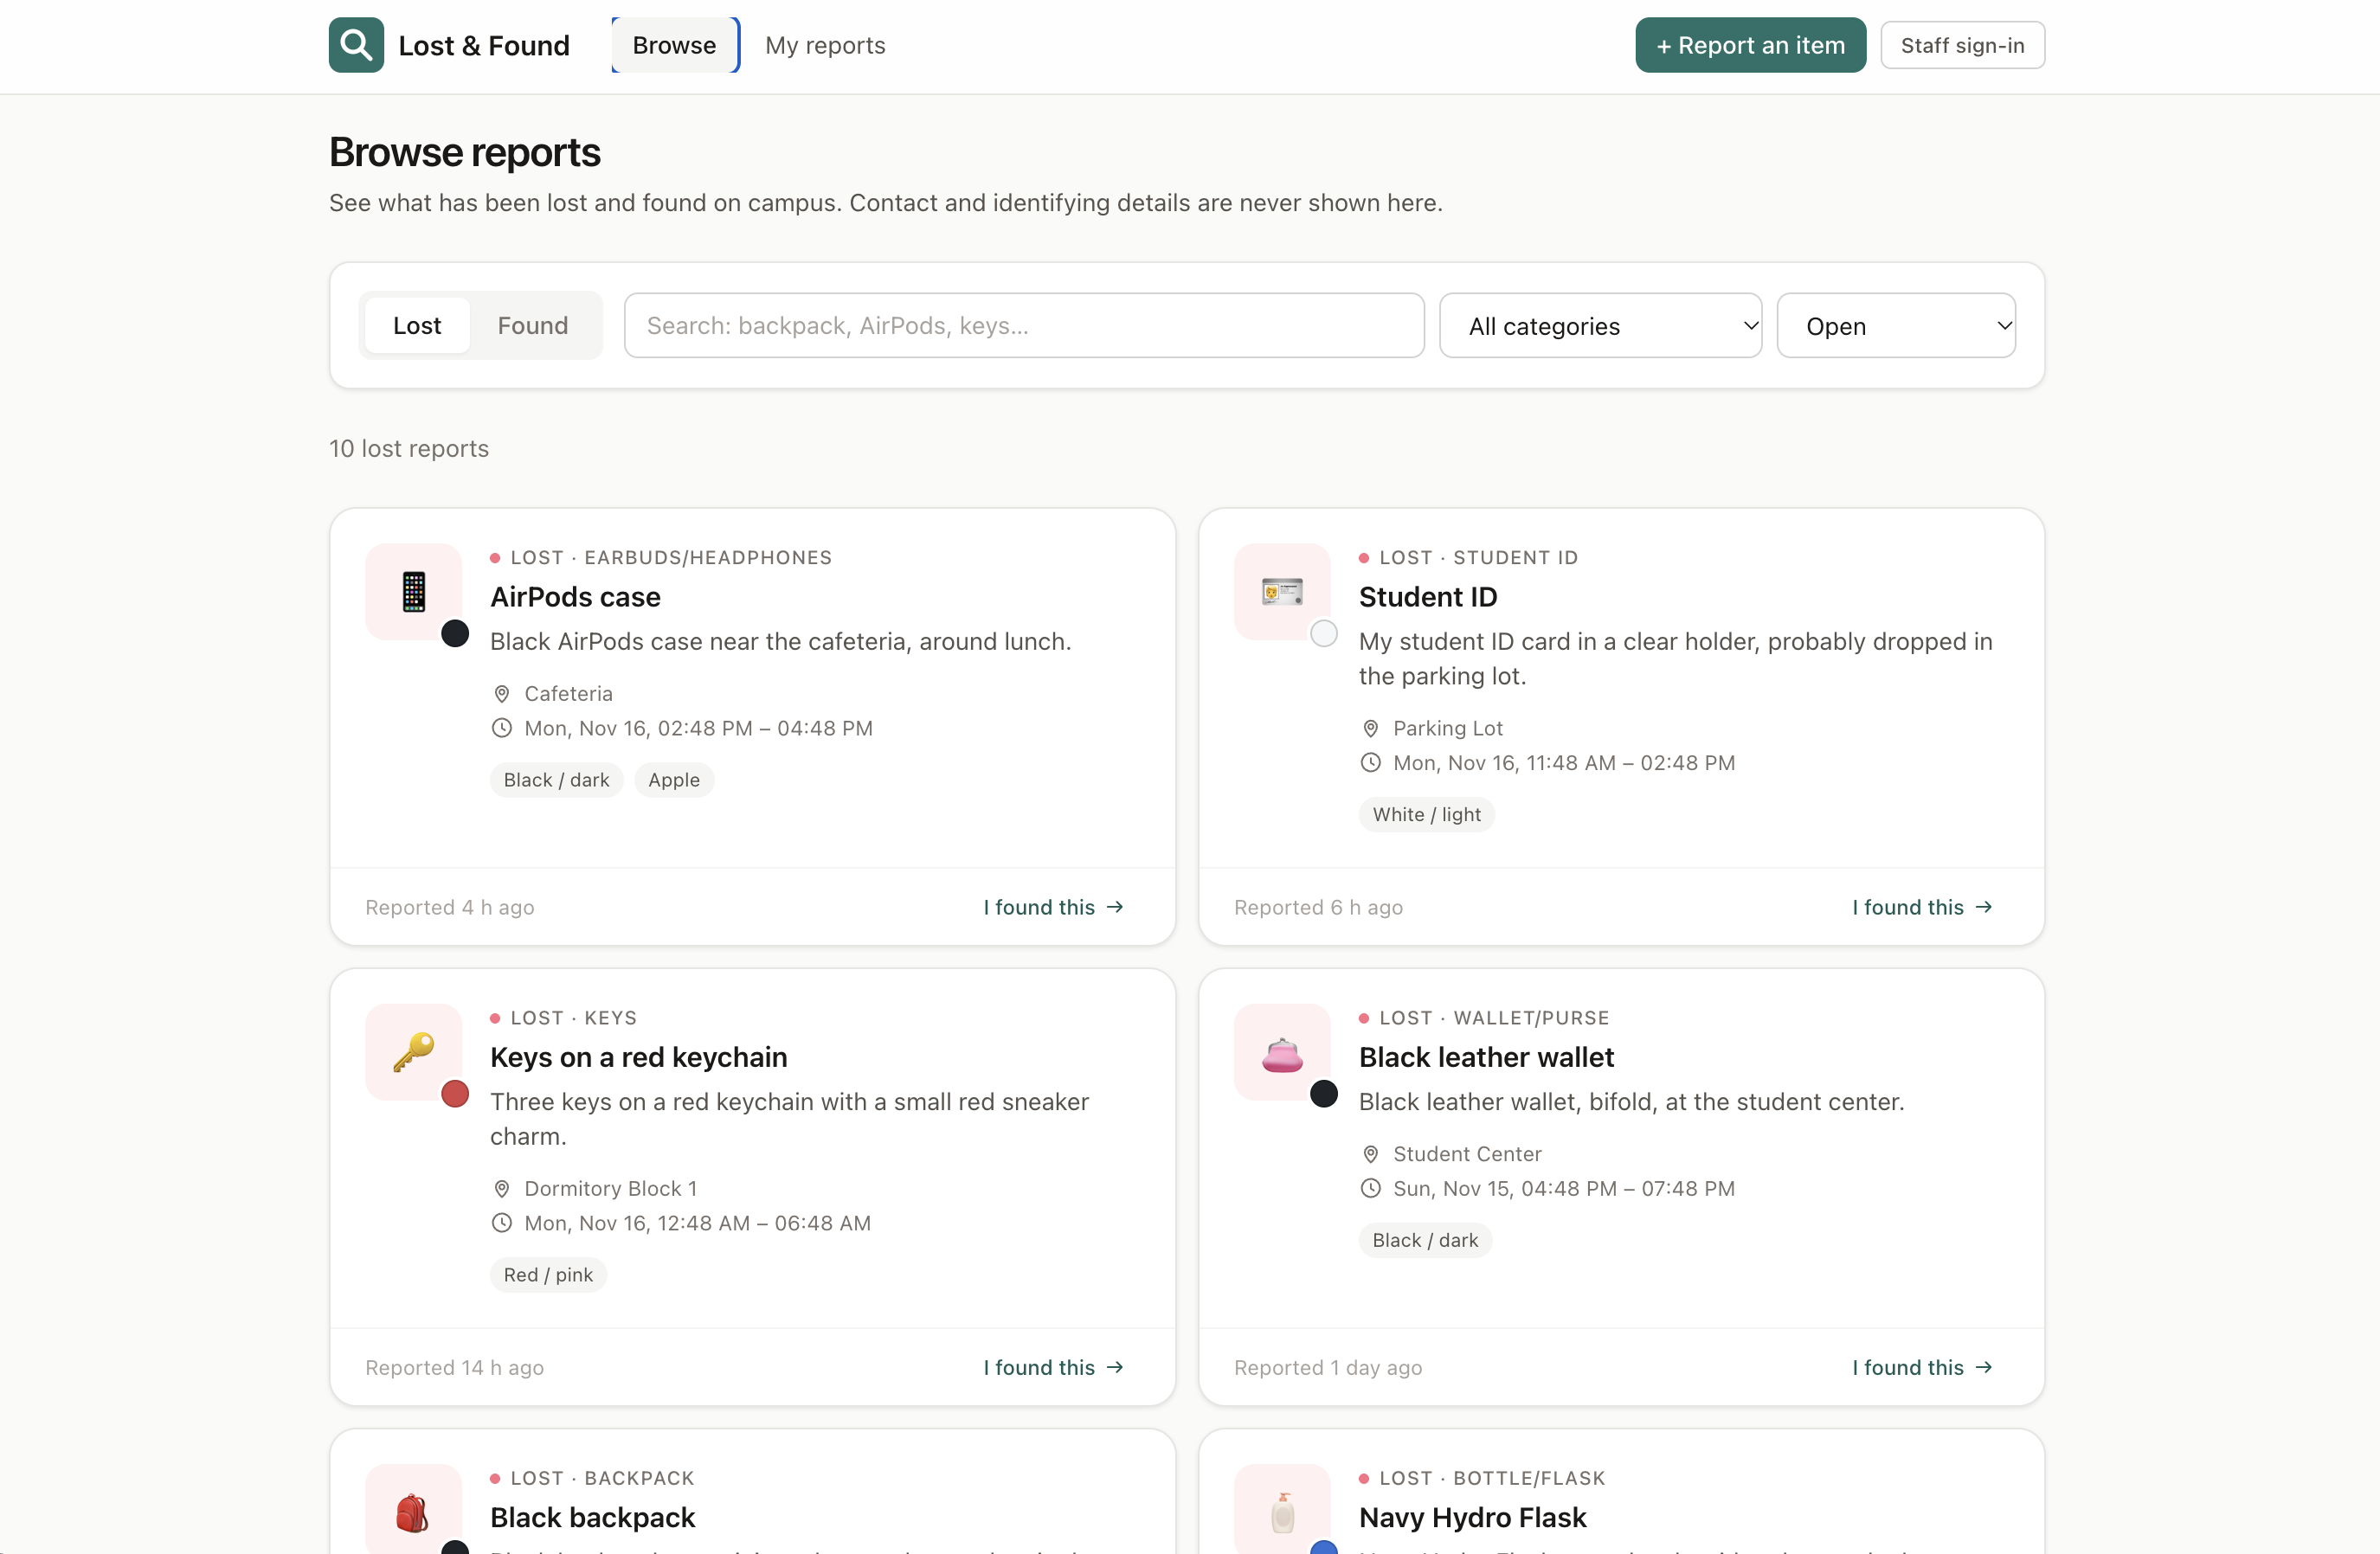 Lost & Found
Browse
My reports
+ Report an item
Staff sign-in
Browse reports
See what has been lost and found on campus. Contact and identifying details are never shown here.
Lost
Found
Search: backpack, AirPods, keys...
All categories
Open
10 lost reports
LOST · EARBUDS/HEADPHONES
AirPods case
Black AirPods case near the cafeteria, around lunch.
Cafeteria
Mon, Nov 16, 02:48 PM – 04:48 PM
Black / dark
Apple
Reported 4 h ago
I found this →
LOST · STUDENT ID
Student ID
My student ID card in a clear holder, probably dropped in
the parking lot.
Parking Lot
Mon, Nov 16, 11:48 AM – 02:48 PM
White / light
Reported 6 h ago
I found this →
LOST · KEYS
Keys on a red keychain
Three keys on a red keychain with a small red sneaker
charm.
Dormitory Block 1
Mon, Nov 16, 12:48 AM – 06:48 AM
Red / pink
Reported 14 h ago
I found this →
LOST · WALLET/PURSE
Black leather wallet
Black leather wallet, bifold, at the student center.
Student Center
Sun, Nov 15, 04:48 PM – 07:48 PM
Black / dark
Reported 1 day ago
I found this →
LOST · BACKPACK
Black backpack
LOST · BOTTLE/FLASK
Navy Hydro Flask